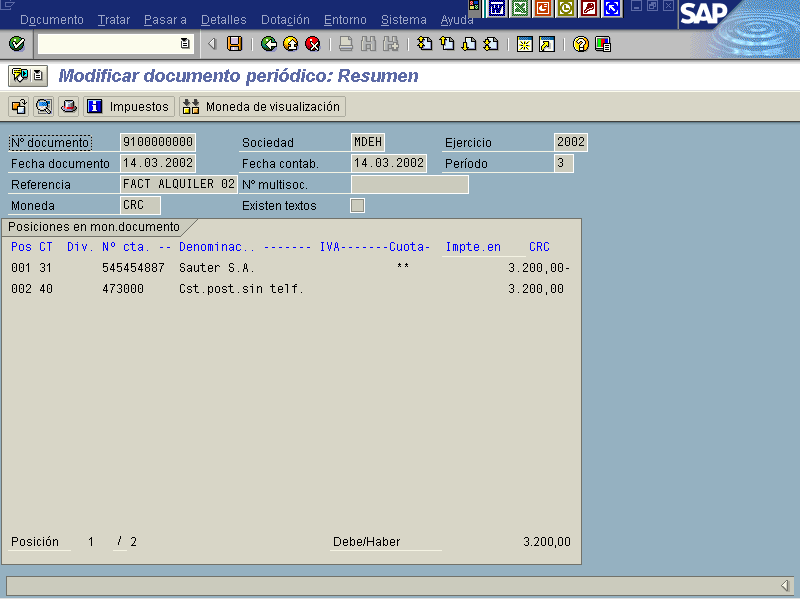 Documento Tratar Pasar a Detalles Dotación Entorno Sistema Ayuda
SAP
Modificar documento periódico: Resumen
Impuestos Moneda de visualización
Nº documento 9100000000 Sociedad MDEH Ejercicio 2002
Fecha documento 14.03.2002 Fecha contab. 14.03.2002 Período 3
Referencia FACT ALQUILER 02 Nº multisoc.
Moneda CRC Existen textos
Posiciones en mon.documento
Pos CT Div. Nº cta. -- Denominac.. ------- IVA-------Cuota- Impte.en CRC
001 31 545454887 Sauter S.A. ** 3.200,00-
002 40 473000 Cst.post.sin telf. 3.200,00
Posición 1 / 2 Debe/Haber 3.200,00